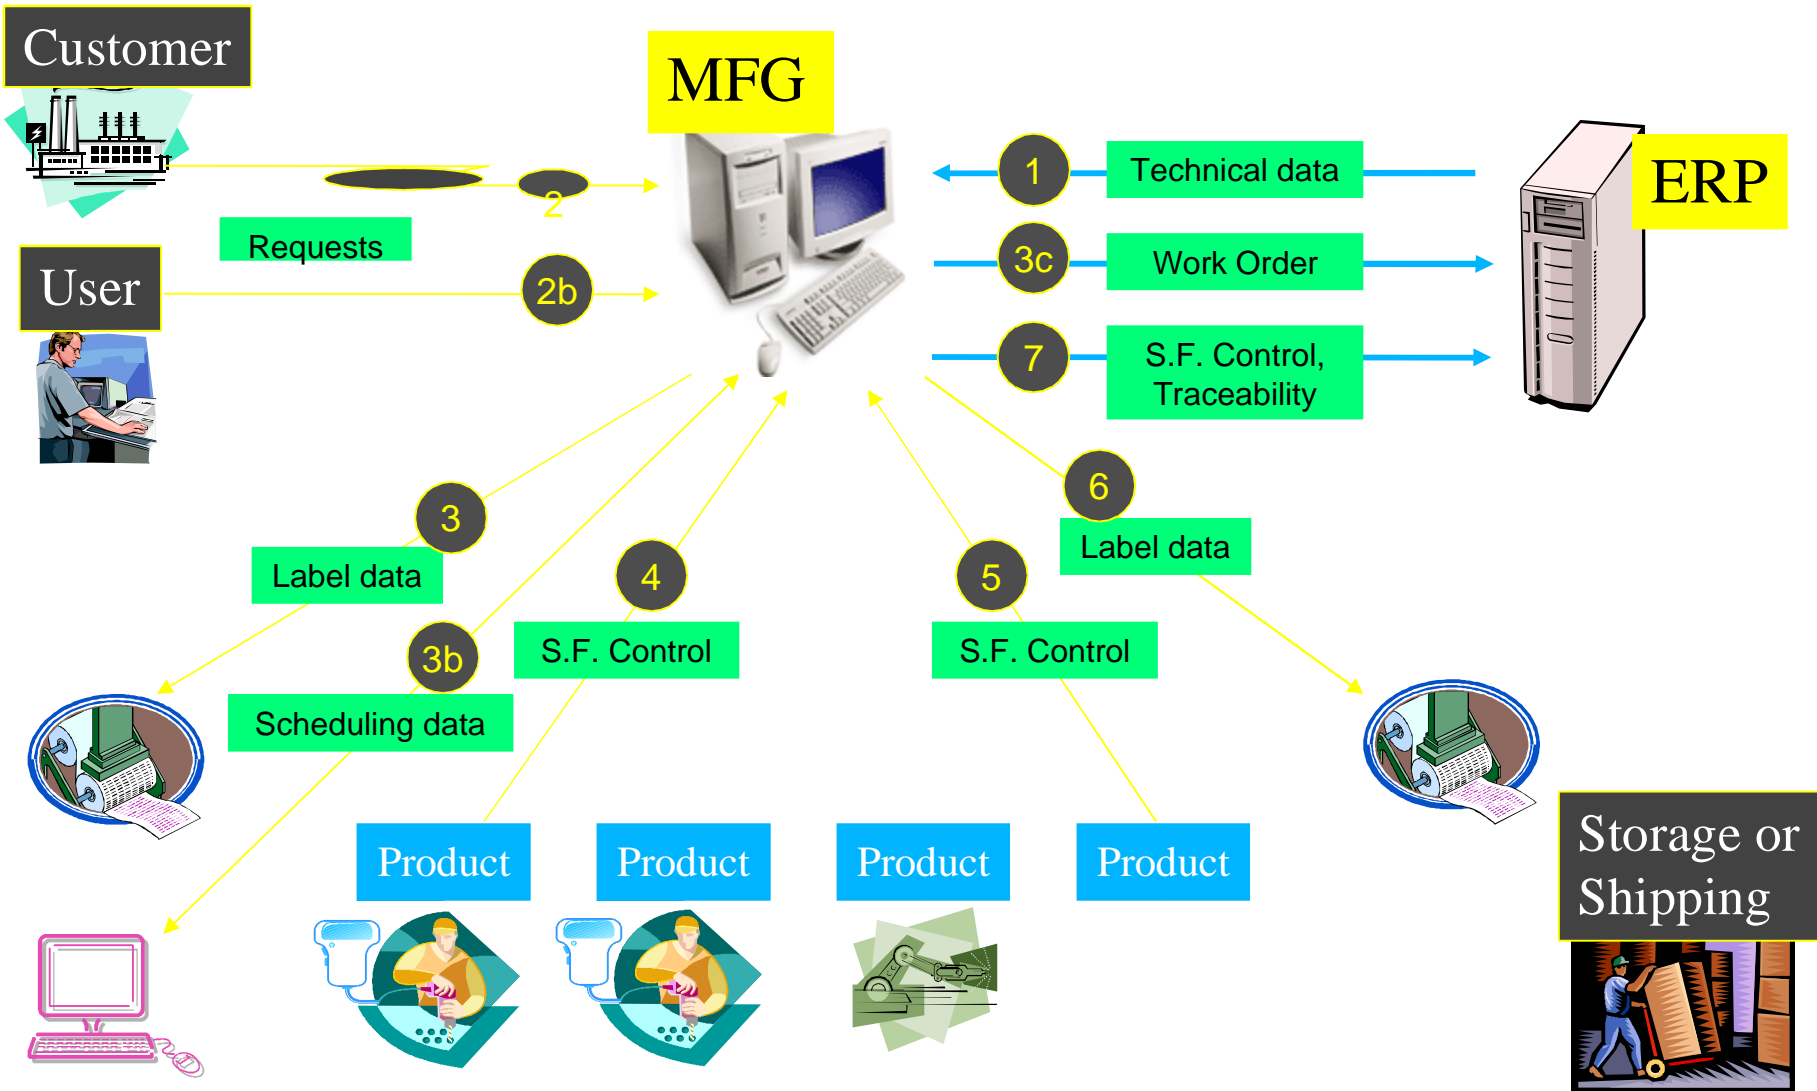 Customer
MFG
ERP
1
Technical data
2
Requests
User
2b
3c
Work Order
7
S.F. Control,
Traceability
3
Label data
6
Label data
4
S.F. Control
5
S.F. Control
3b
Scheduling data
Product
Product
Product
Product
Storage or
Shipping